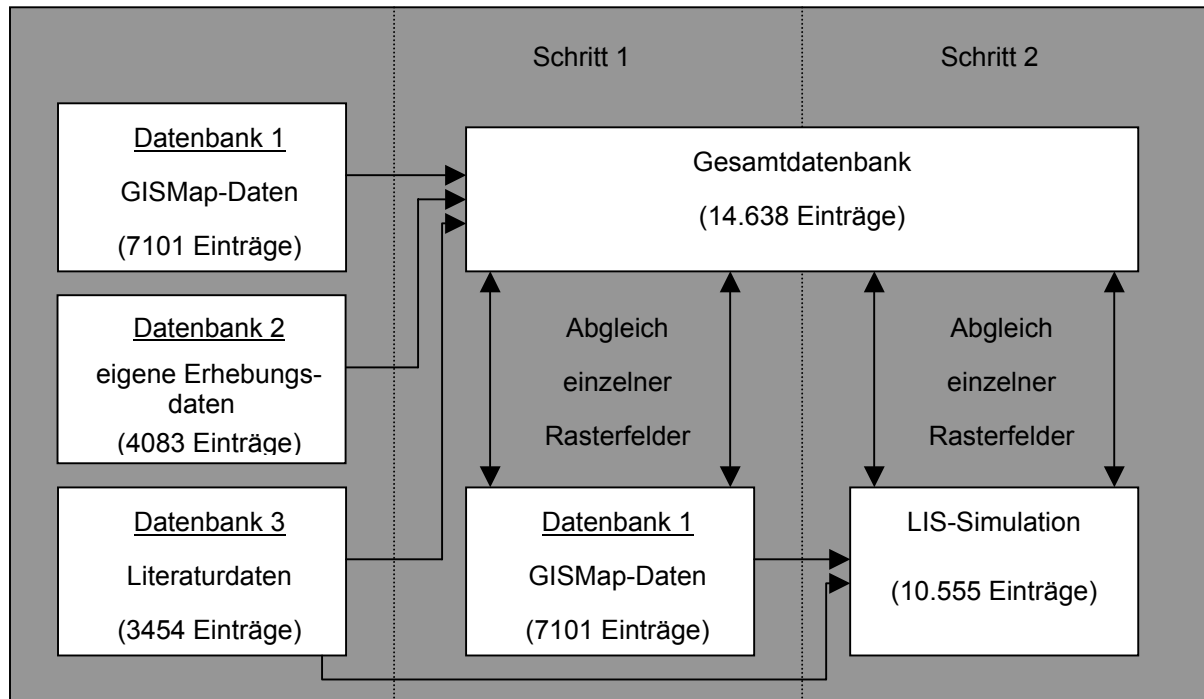 Schritt 1
Schritt 2
Datenbank 1
GISMap-Daten
(7101 Einträge)
Gesamtdatenbank
(14.638 Einträge)
Datenbank 2
eigene Erhebungs-
daten
(4083 Einträge)
Abgleich
einzelner
Rasterfelder
Abgleich
einzelner
Rasterfelder
Datenbank 3
Literaturdaten
(3454 Einträge)
Datenbank 1
GISMap-Daten
(7101 Einträge)
LIS-Simulation
(10.555 Einträge)